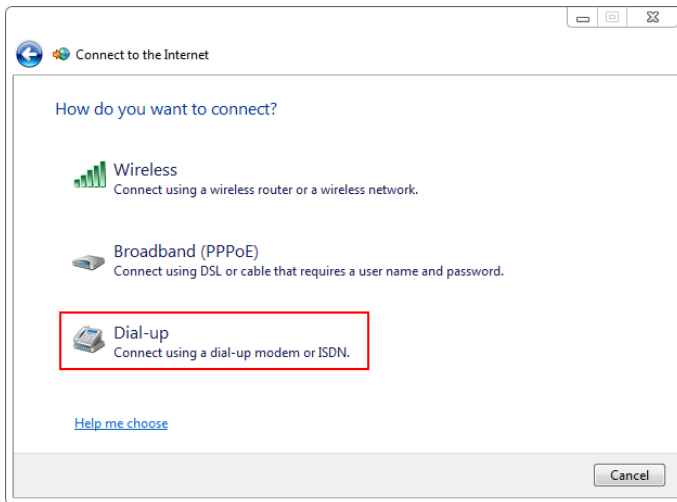 Connect to the Internet
How do you want to connect?
Wireless
Connect using a wireless router or a wireless network.
Broadband (PPPoE)
Connect using DSL or cable that requires a user name and password.
Dial-up
Connect using a dial-up modem or ISDN.
Help me choose
Cancel